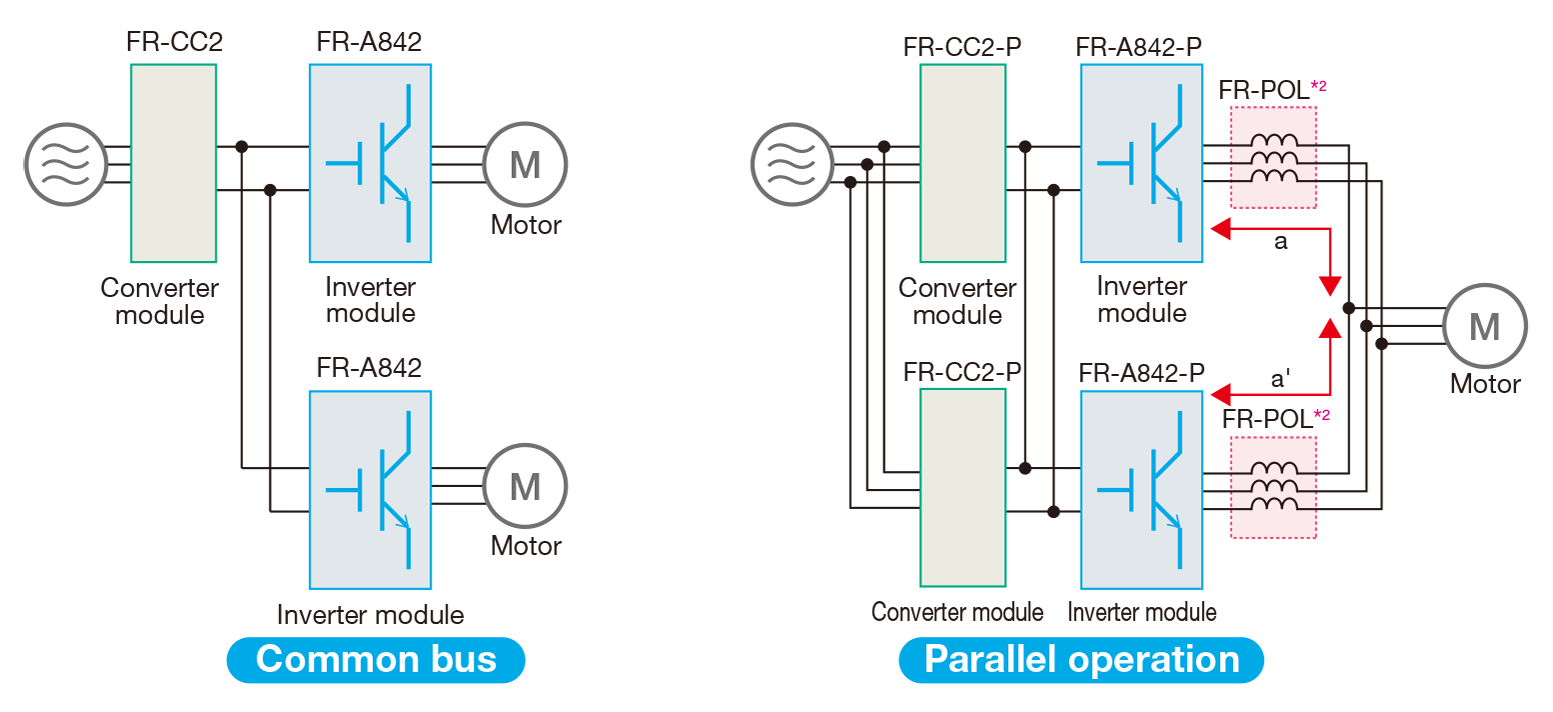 FR-CC2
FR-A842
M
Motor
Converter
module
Inverter
module
FR-A842
M
Motor
Inverter module
Common bus
FR-CC2-P
FR-A842-P
FR-POL*2
a
Converter
module
Inverter
module
M
Motor
FR-CC2-P
FR-A842-P
a'
FR-POL*2
Converter module
Inverter module
Parallel operation